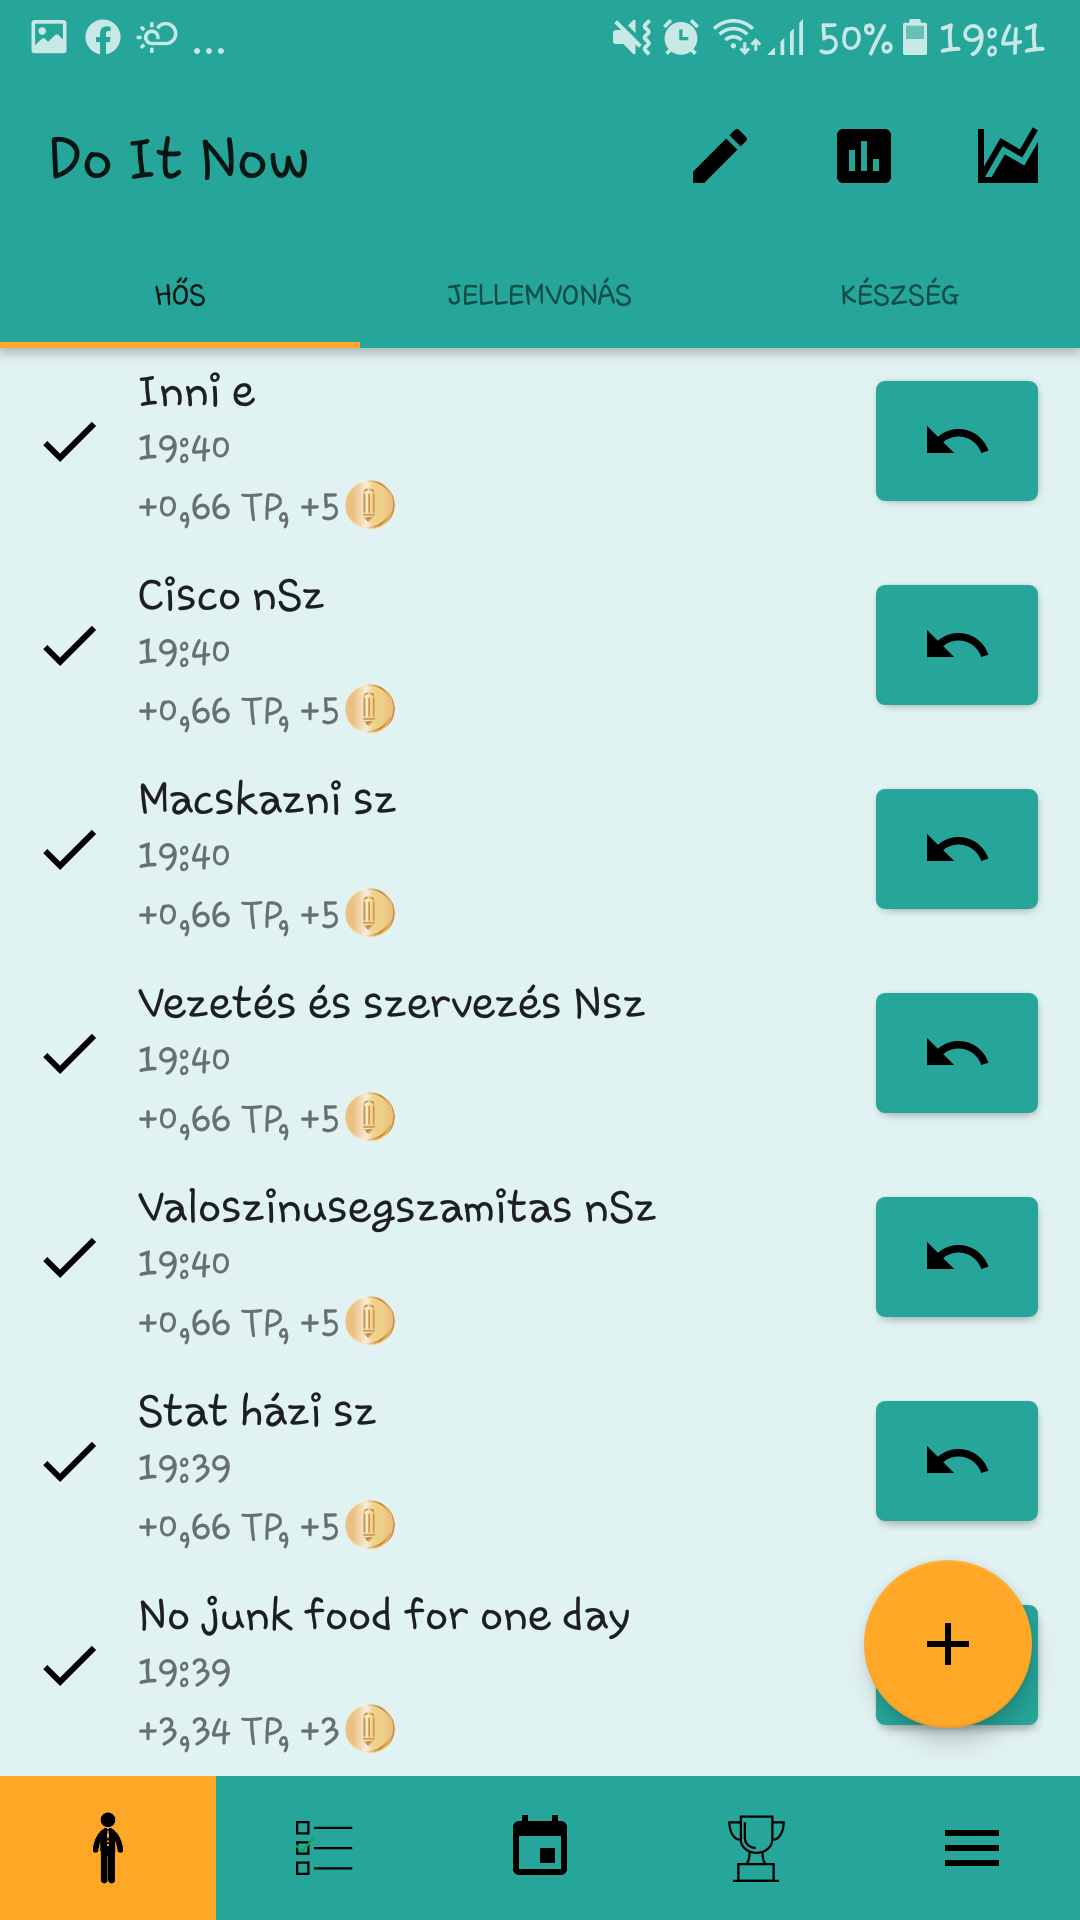 ... 50% 19:41
Do It Now
HŐS JELLEMVONÁS KÉSZSÉG
Inni e
19:40
+0,66 TP, +5
Cisco nSz
19:40
+0,66 TP, +5
Macskazni sz
19:40
+0,66 TP, +5
Vezetés és szervezés Nsz
19:40
+0,66 TP, +5
Valoszinusegszamitas nSz
19:40
+0,66 TP, +5
Stat házi sz
19:39
+0,66 TP, +5
No junk food for one day
19:39
+3,34 TP, +3